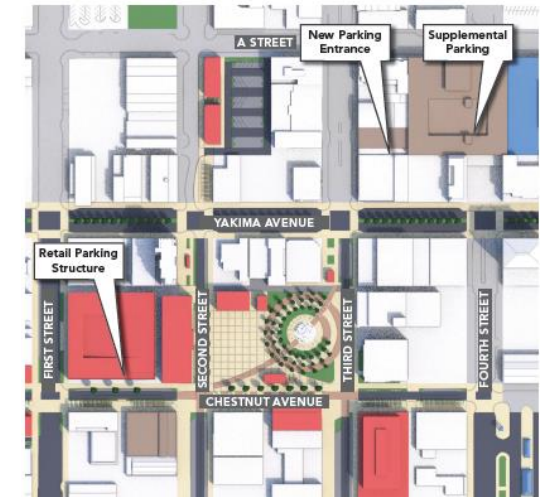 A STREET
New Parking
Entrance
Supplemental
Parking
YAKIMA AVENUE
Retail Parking
Structure
FIRST STREET
SECOND STREET
THIRD STREET
FOURTH STREET
CHESTNUT AVENUE